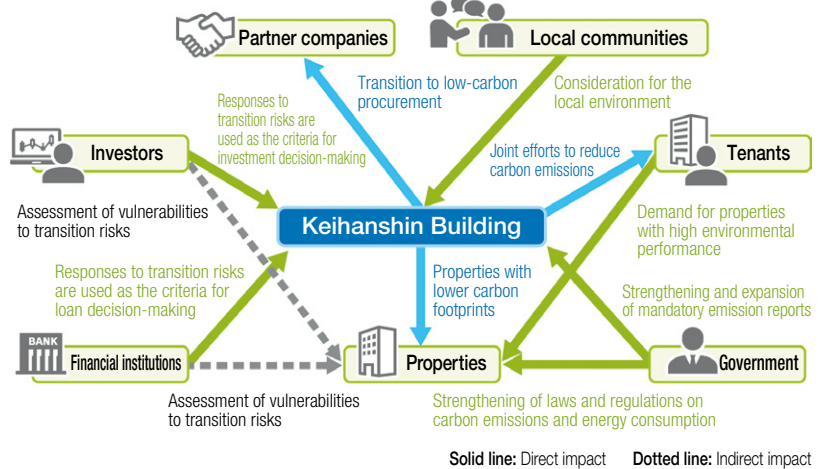 Partner companies
Local communities
Transition to low-carbon
procurement
Consideration for the
local environment
Responses to
transition risks are
used as the criteria for
investment decision-making
Investors
Joint efforts to reduce
carbon emissions
Tenants
Assessment of vulnerabilities
to transition risks
Keihanshin Building
Demand for properties
with high environmental
performance
Responses to transition risks
are used as the criteria for
loan decision-making
Properties with
lower carbon
footprints
Strengthening and expansion
of mandatory emission reports
BANK
Financial institutions
Properties
Government
Assessment of vulnerabilities
to transition risks
Strengthening of laws and regulations on
carbon emissions and energy consumption
Solid line: Direct impact Dotted line: Indirect impact